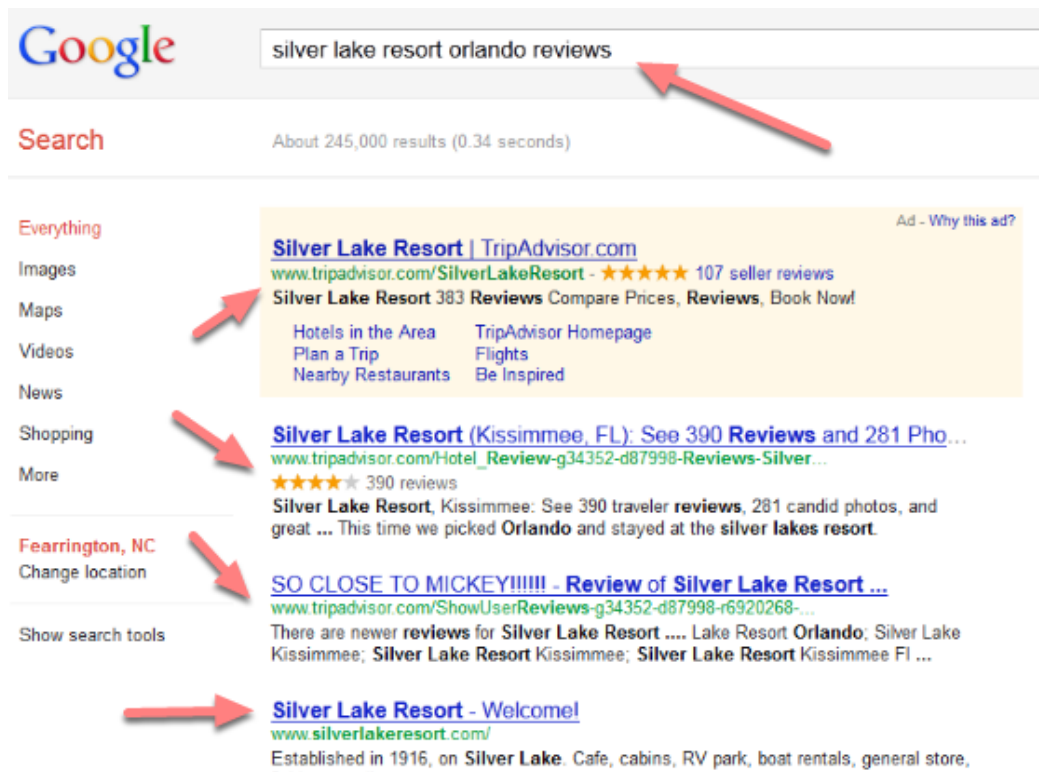 Google
silver lake resort orlando reviews
Search
About 245,000 results (0.34 seconds)
Everything
Images
Maps
Videos
News
Shopping
More
Fearrington, NC
Change location
Show search tools
Ad - Why this ad?
Silver Lake Resort | TripAdvisor.com
www.tripadvisor.com/SilverLakeResort - ★★★★★ 107 seller reviews
Silver Lake Resort 383 Reviews Compare Prices, Reviews, Book Now!
Hotels in the Area TripAdvisor Homepage
Plan a Trip Flights
Nearby Restaurants Be Inspired
Silver Lake Resort (Kissimmee, FL): See 390 Reviews and 281 Pho...
www.tripadvisor.com/Hotel_Review-g34352-d87998-Reviews-Silver...
★★★★★ 390 reviews
Silver Lake Resort, Kissimmee: See 390 traveler reviews, 281 candid photos, and
great ... This time we picked Orlando and stayed at the silver lakes resort.
SO CLOSE TO MICKEY!!!!!! - Review of Silver Lake Resort ...
www.tripadvisor.com/ShowUserReviews-g34352-d87998-r6920268-...
There are newer reviews for Silver Lake Resort .... Lake Resort Orlando; Silver Lake
Kissimmee; Silver Lake Resort Kissimmee; Silver Lake Resort Kissimmee Fl ...
Silver Lake Resort - Welcome!
www.silverlakeresort.com/
Established in 1916, on Silver Lake. Cafe, cabins, RV park, boat rentals, general store,